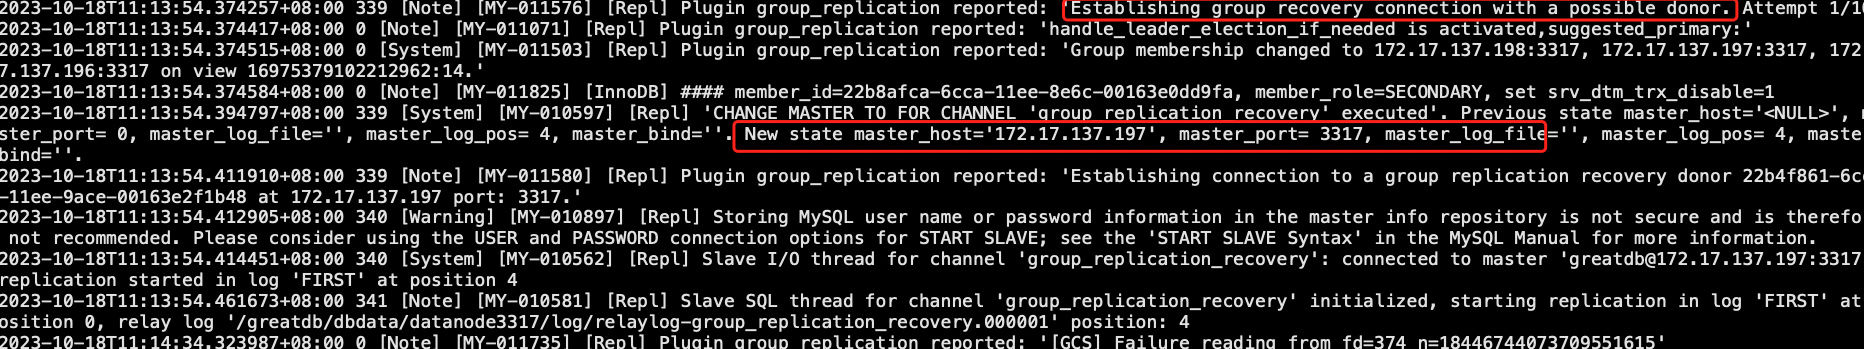 2023-10-18T11:13:54.374257+08:00 339 [Note] [MY-011576] [Repl] Plugin group_replication reported: 'Establishing group recovery connection with a possible donor. Attempt 1/10
2023-10-18T11:13:54.374417+08:00 0 [Note] [MY-011071] [Repl] Plugin group_replication reported: 'handle_leader_election_if_needed is activated,suggested_primary:'
2023-10-18T11:13:54.374515+08:00 0 [System] [MY-011503] [Repl] Plugin group_replication reported: 'Group membership changed to 172.17.137.198:3317, 172.17.137.197:3317, 172
7.137.196:3317 on view 16975379102212962:14.'
2023-10-18T11:13:54.374584+08:00 0 [Note] [MY-011825] [InnoDB] #### member_id=22b8afca-6cca-11ee-8e6c-00163e0dd9fa, member_role=SECONDARY, set srv_dtm_trx_disable=1
2023-10-18T11:13:54.394797+08:00 339 [System] [MY-010597] [Repl] 'CHANGE MASTER TO FOR CHANNEL 'group_replication_recovery' executed'. Previous state master_host='<NULL>', m
ster_port= 0, master_log_file='', master_log_pos= 4, master_bind=''. New state master_host='172.17.137.197', master_port= 3317, master_log_file='', master_log_pos= 4, maste
bind=''.
2023-10-18T11:13:54.411910+08:00 339 [Note] [MY-011580] [Repl] Plugin group_replication reported: 'Establishing connection to a group replication recovery donor 22b4f861-6c
-11ee-9ace-00163e2f1b48 at 172.17.137.197 port: 3317.'
2023-10-18T11:13:54.412905+08:00 340 [Warning] [MY-010897] [Repl] Storing MySQL user name or password information in the master info repository is not secure and is therefo
not recommended. Please consider using the USER and PASSWORD connection options for START SLAVE; see the 'START SLAVE Syntax' in the MySQL Manual for more information.
2023-10-18T11:13:54.414451+08:00 340 [System] [MY-010562] [Repl] Slave I/O thread for channel 'group_replication_recovery': connected to master 'greatdb@172.17.137.197:3317
replication started in log 'FIRST' at position 4
2023-10-18T11:13:54.461673+08:00 341 [Note] [MY-010581] [Repl] Slave SQL thread for channel 'group_replication_recovery' initialized, starting replication in log 'FIRST' at
osition 0, relay log '/greatdb/dbdata/datanode3317/log/relaylog-group_replication_recovery.000001' position: 4
2023-10-18T11:14:34.323987+08:00 0 [Note] [MY-011735] [Repl] Plugin group_replication reported: '[GCS] Failure reading from fd=374 n=18446744073709551615'